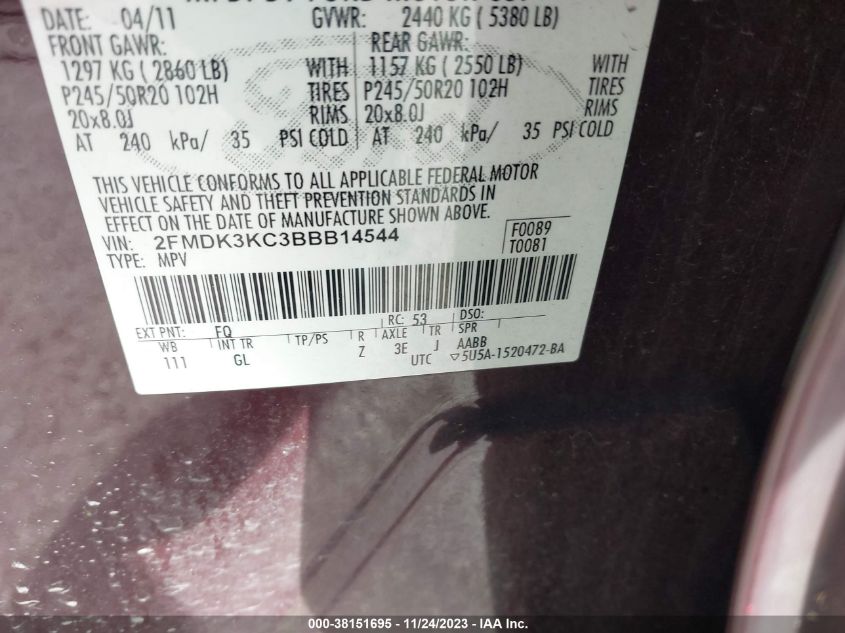 DATE: 04/11 GVWR: 2440 KG ( 5380 LB)
FRONT GAWR: REAR GAWR:
1297 KG ( 2860 LB) WITH 1157 KG ( 2550 LB) WITH
P245/50R20 102H TIRES P245/50R20 102H TIRES
20x8.0J RIMS 20x8.0J RIMS
AT 240 kPa/ 35 PSI COLD AT 240 kPa/ 35 PSI COLD
THIS VEHICLE CONFORMS TO ALL APPLICABLE FEDERAL MOTOR
VEHICLE SAFETY AND THEFT PREVENTION STANDARDS IN
EFFECT ON THE DATE OF MANUFACTURE SHOWN ABOVE.
VIN: 2FMDK3KC3BBB14544 F0089
TYPE: MPV T0081
EXT PNT: FQ RC: 53 DSO:
WB INT TR TP/PS R AXLE TR SPR
111 GL Z 3E J AABB
UTC ▽5U5A-1520472-BA
000-38151695 - 11/24/2023 - IAAI Inc.